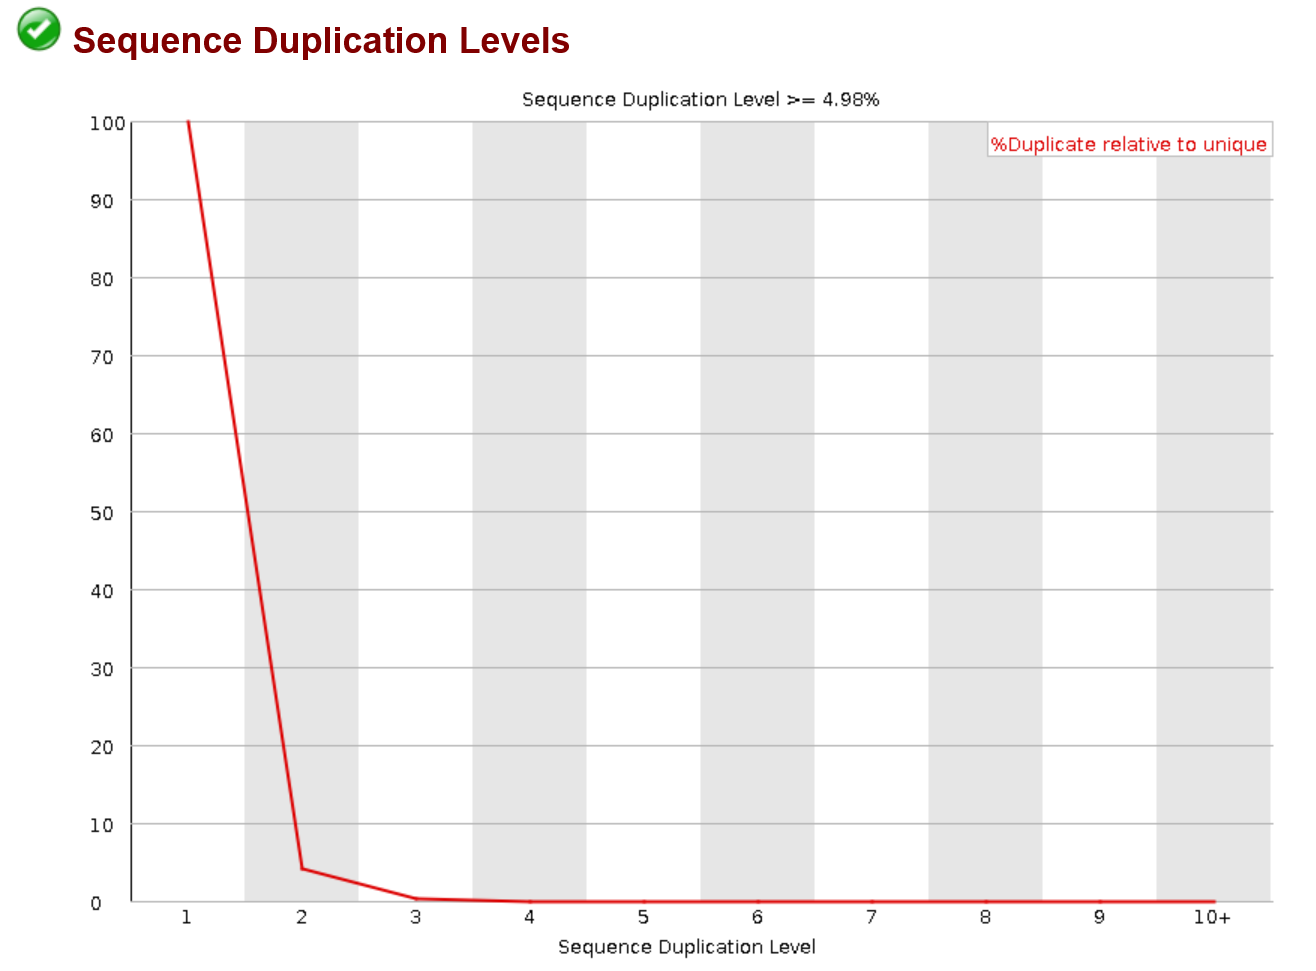 Sequence Duplication Levels
Sequence Duplication Level >= 4.98%
%Duplicate relative to unique
100
90
80
70
60
50
40
30
20
10
0
1 2 3 4 5 6 7 8 9 10+
Sequence Duplication Level